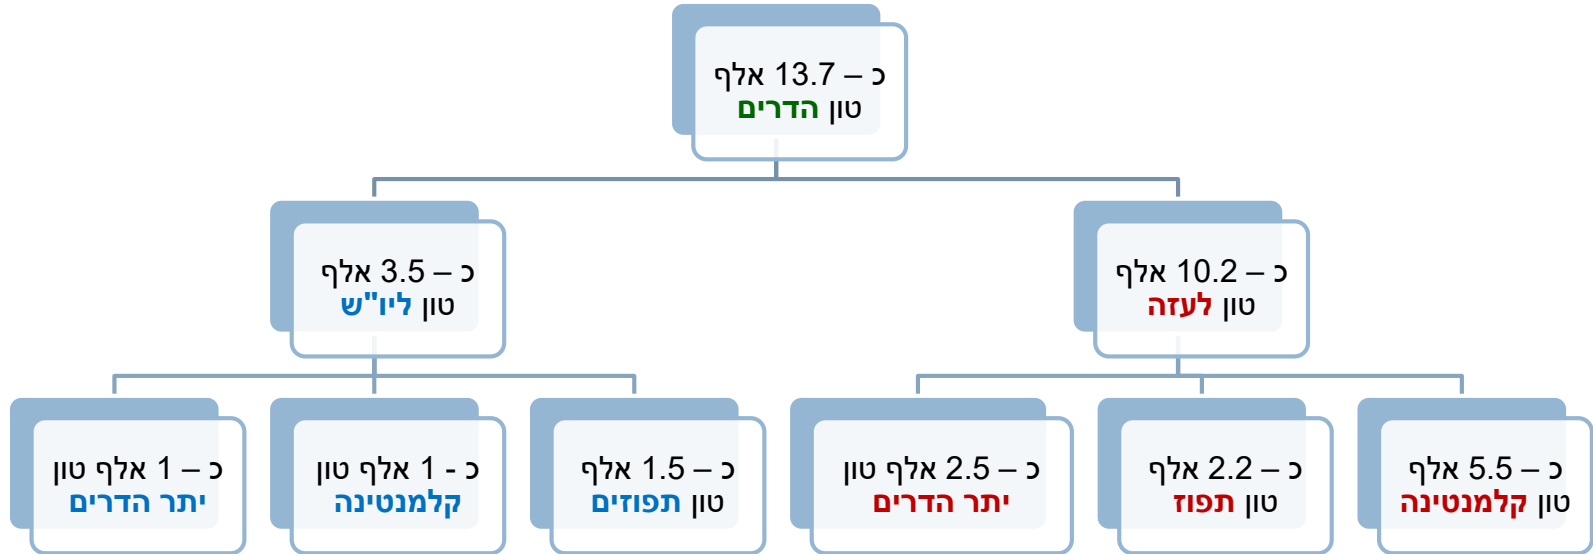 כ – 13.7 אלף
טון הדרים
כ – 10.2 אלף
טון לעזה
כ – 3.5 אלף
טון ליו"ש
כ – 5.5 אלף
טון קלמנטינה
כ – 2.2 אלף
טון תפוז
כ – 2.5 אלף טון
יתר הדרים
כ – 1.5 אלף
טון תפוזים
כ - 1 אלף טון
קלמנטינה
כ – 1 אלף טון
יתר הדרים